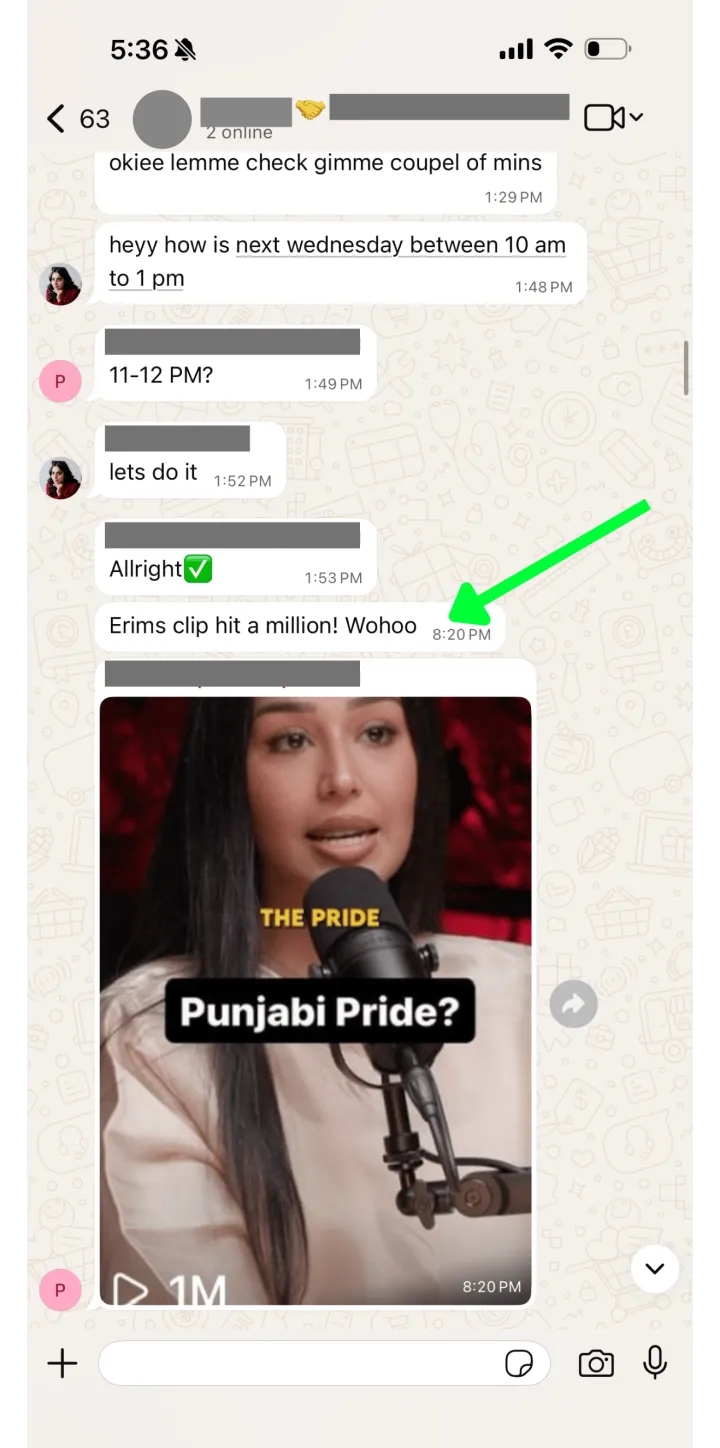 5:36
63
🤝
2 online
okiee lemme check gimme coupel of mins
1:29 PM
heyy how is next wednesday between 10 am
to 1 pm
1:48 PM
P
11-12 PM?
1:49 PM
lets do it
1:52 PM
Allright✅
1:53 PM
Erims clip hit a million! Wohoo
8:20 PM
THE PRIDE
Punjabi Pride?
1M
8:20 PM
P